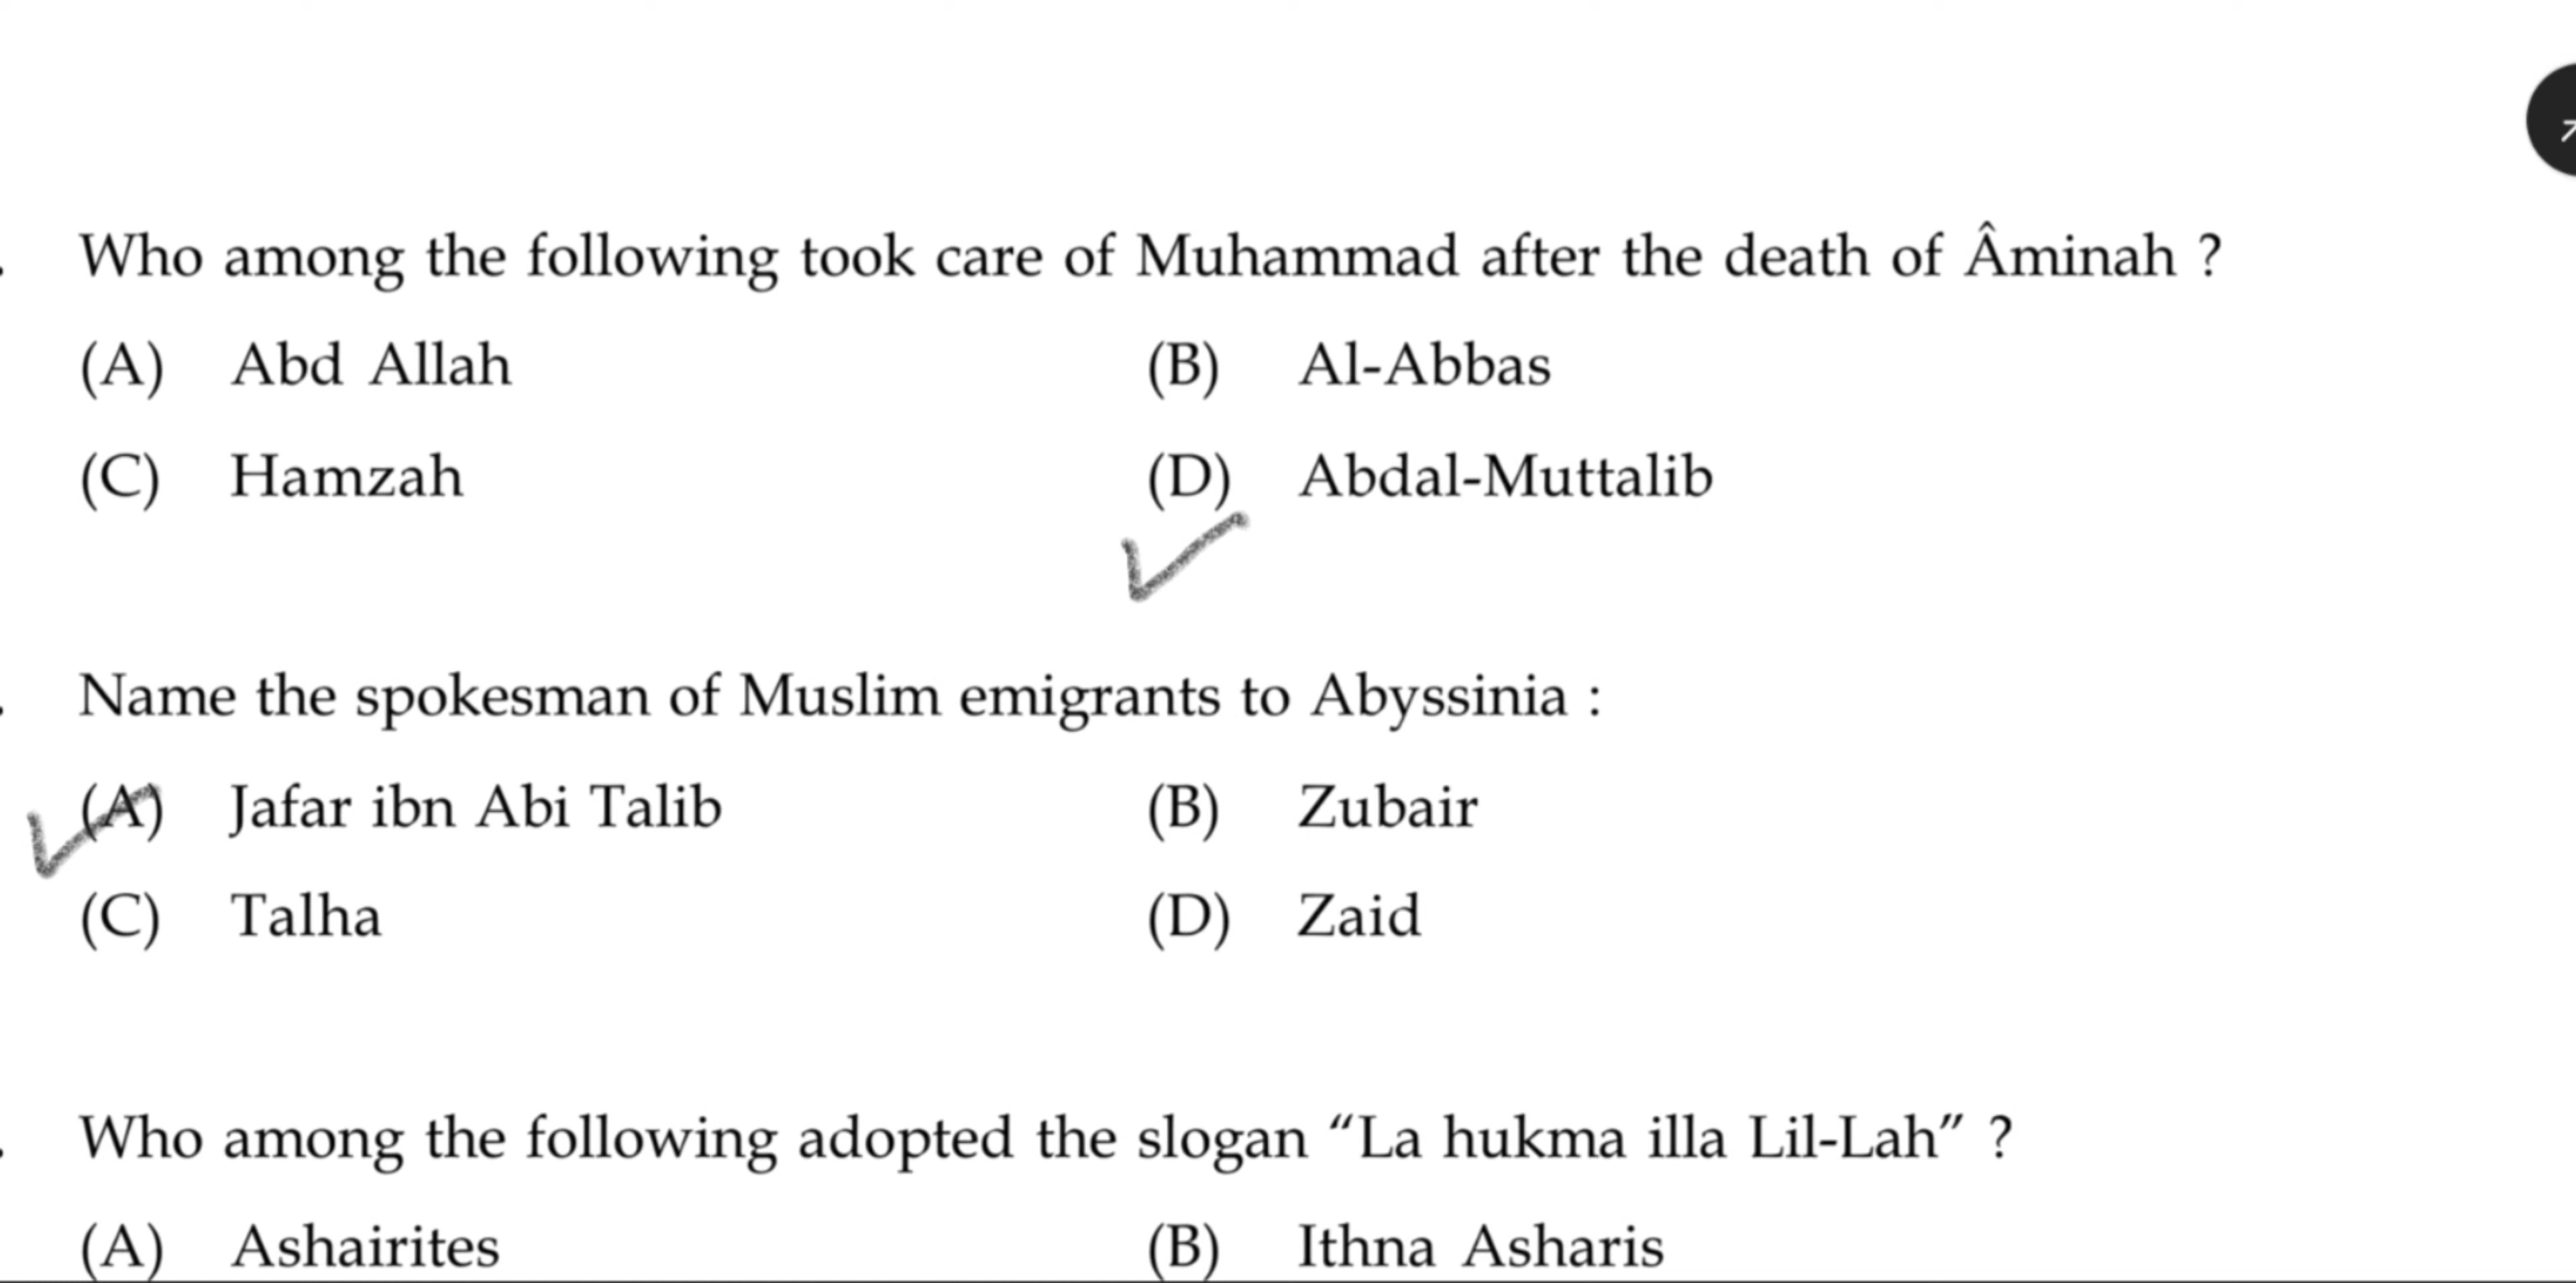 . Who among the following took care of Muhammad after the death of Âminah ?
(A) Abd Allah (B) Al-Abbas
(C) Hamzah (D) Abdal-Muttalib
. Name the spokesman of Muslim emigrants to Abyssinia :
(A) Jafar ibn Abi Talib (B) Zubair
(C) Talha (D) Zaid
. Who among the following adopted the slogan “La hukma illa Lil-Lah” ?
(A) Ashairites (B) Ithna Asharis